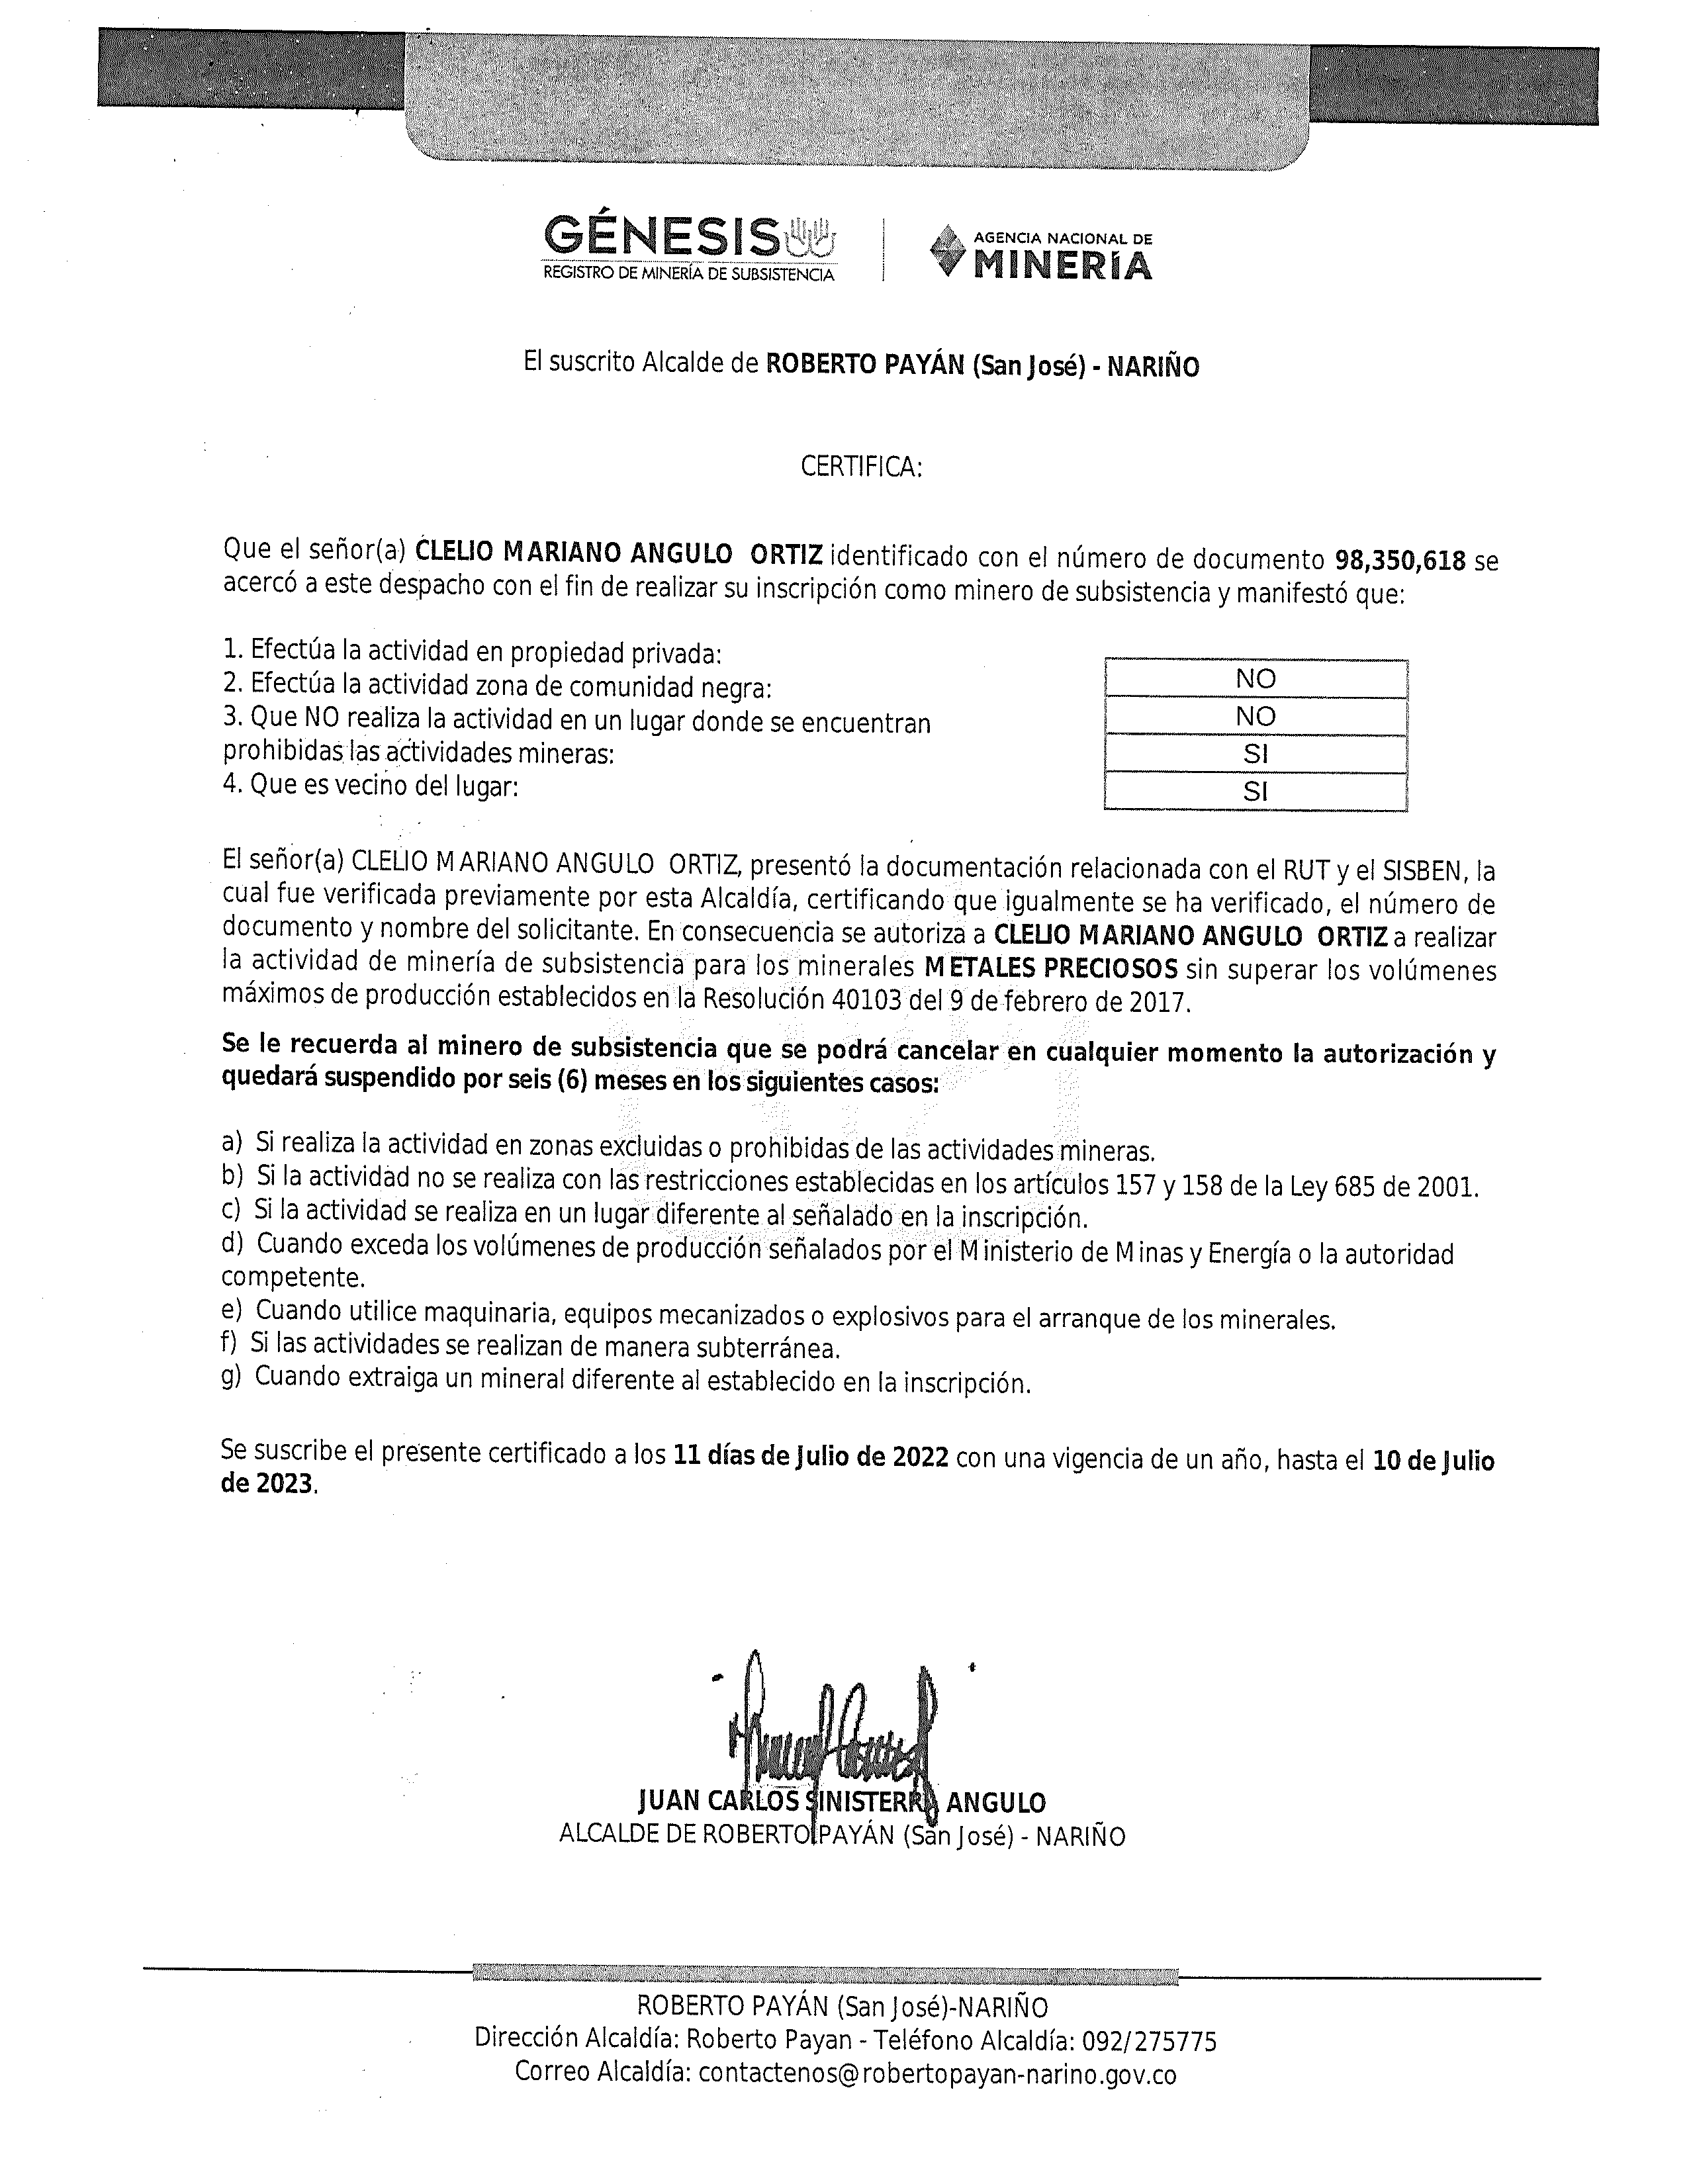 GÉNESIS
REGISTRO DE MINERÍA DE SUBSISTENCIA
AGENCIA NACIONAL DE
MINERÍA
El suscrito Alcalde de ROBERTO PAYÁN (San José) - NARIÑO
CERTIFICA:
Que el señor(a) CLELIO MARIANO ANGULO ORTIZ identificado con el número de documento 98,350,618 se
acercó a este despacho con el fin de realizar su inscripción como minero de subsistencia y manifestó que:
1. Efectúa la actividad en propiedad privada:
NO
2. Efectúa la actividad zona de comunidad negra:
NO
3. Que NO realiza la actividad en un lugar donde se encuentran
prohibidas las actividades mineras:
SI
4. Que es vecino del lugar:
SI
El señor(a) CLELIO MARIANO ANGULO ORTIZ, presentó la documentación relacionada con el RUT y el SISBEN, la
cual fue verificada previamente por esta Alcaldía, certificando que igualmente se ha verificado, el número de
documento y nombre del solicitante. En consecuencia se autoriza a CLELIO MARIANO ANGULO ORTIZ a realizar
la actividad de minería de subsistencia para los minerales METALES PRECIOSOS sin superar los volúmenes
máximos de producción establecidos en la Resolución 40103 del 9 de febrero de 2017.
Se le recuerda al minero de subsistencia que se podrá cancelar en cualquier momento la autorización y
quedará suspendido por seis (6) meses en los siguientes casos:
a) Si realiza la actividad en zonas excluidas o prohibidas de las actividades mineras.
b) Si la actividad no se realiza con las restricciones establecidas en los artículos 157 y 158 de la Ley 685 de 2001.
c) Si la actividad se realiza en un lugar diferente al señalado en la inscripción.
d) Cuando exceda los volúmenes de producción señalados por el Ministerio de Minas y Energía o la autoridad
competente.
e) Cuando utilice maquinaria, equipos mecanizados o explosivos para el arranque de los minerales.
f) Si las actividades se realizan de manera subterránea.
g) Cuando extraiga un mineral diferente al establecido en la inscripción.
Se suscribe el presente certificado a los 11 días de Julio de 2022 con una vigencia de un año, hasta el 10 de Julio
de 2023.
JUAN CARLOS SINISTERRA ANGULO
ALCALDE DE ROBERTO PAYÁN (San José) - NARIÑO
ROBERTO PAYÁN (San José)-NARIÑO
Dirección Alcaldía: Roberto Payan - Teléfono Alcaldía: 092/275775
Correo Alcaldía: contactenos@robertopayan-narino.gov.co